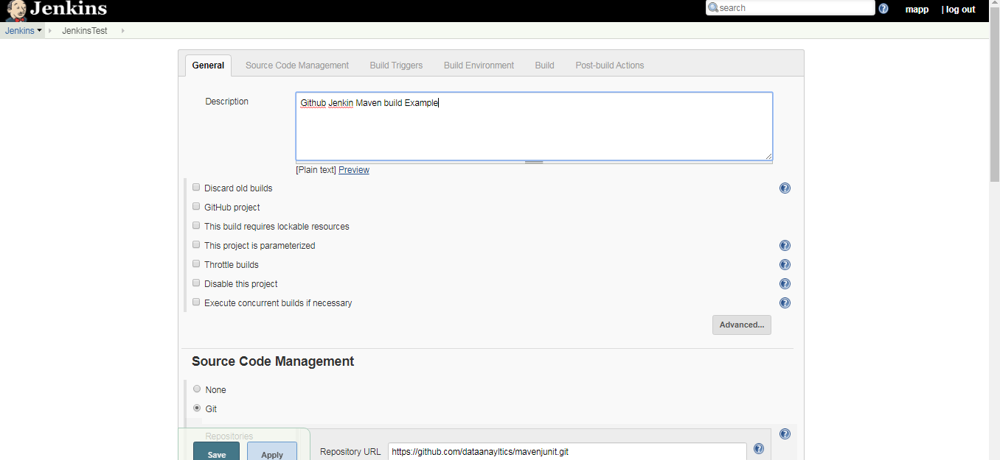 Jenkins
search
mapp
| log out
Jenkins
JenkinsTest
General
Source Code Management
Build Triggers
Build Environment
Build
Post-build Actions
Description
Github Jenkin Maven build Example
[Plain text] Preview
Discard old builds
GitHub project
This build requires lockable resources
This project is parameterized
Throttle builds
Disable this project
Execute concurrent builds if necessary
Advanced...
Source Code Management
None
Git
Repositories
Repository URL
https://github.com/dataanayltics/mavenjunit.git
Save
Apply